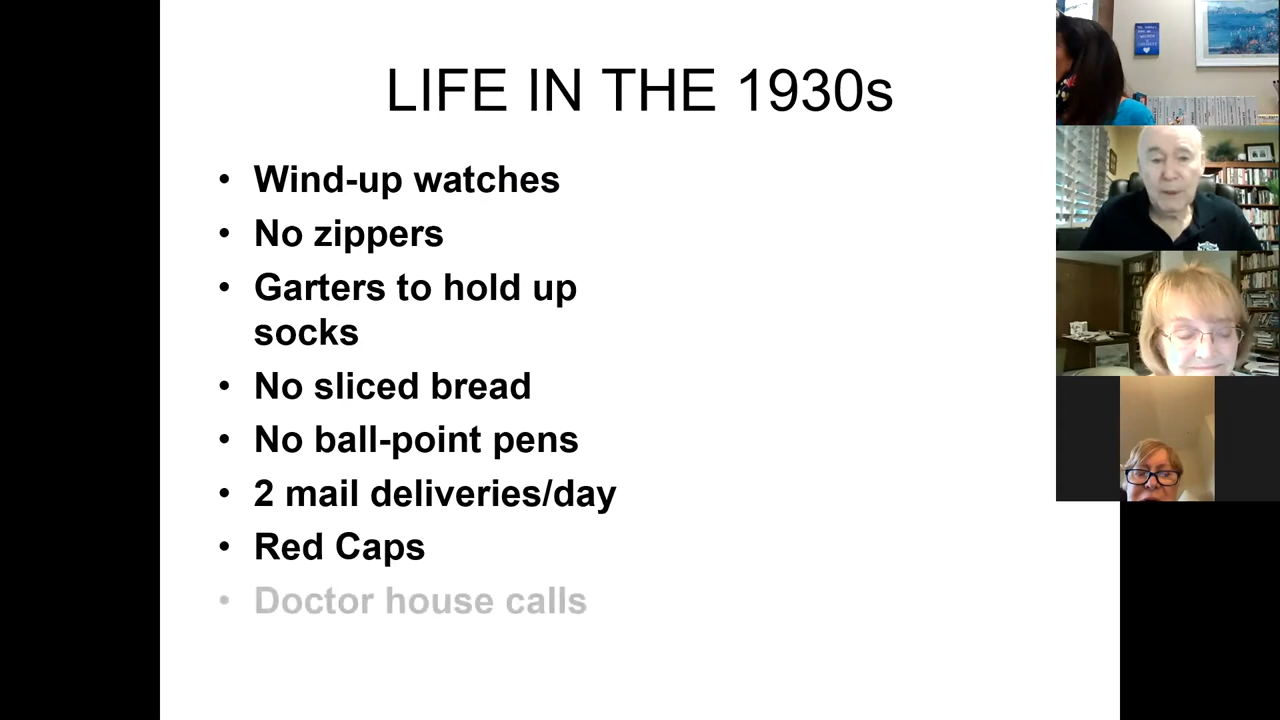 LIFE IN THE 1930s
• Wind-up watches
• No zippers
• Garters to hold up
socks
• No sliced bread
• No ball-point pens
• 2 mail deliveries/day
• Red Caps
• Doctor house calls